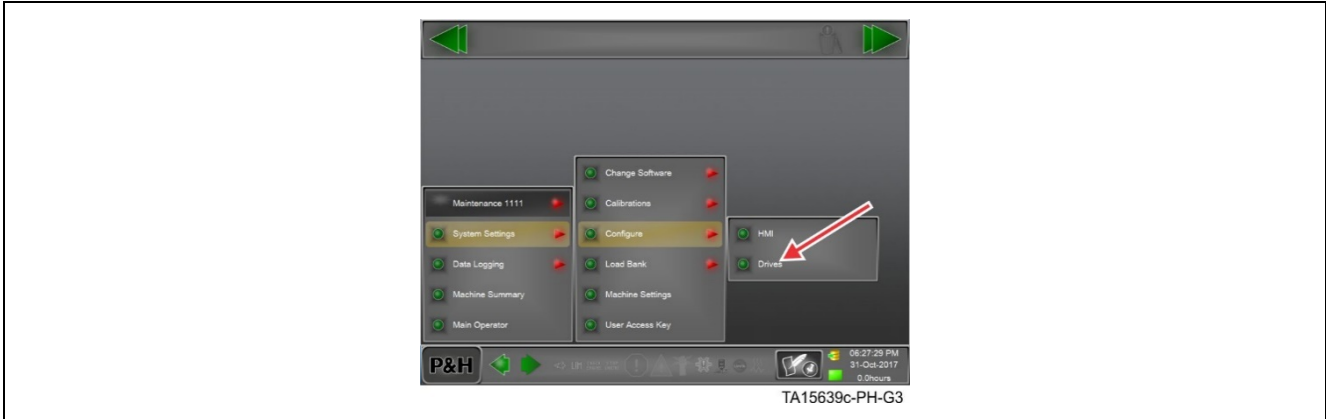 Change Software
Maintenance 1111
Calibrations
System Settings
Configure
HMI
Data Logging
Load Bank
Drives
Machine Summary
Machine Settings
Main Operator
User Access Key
P&H
06:27:29 PM
31-Oct-2017
0.0hours
TA15639c-PH-G3